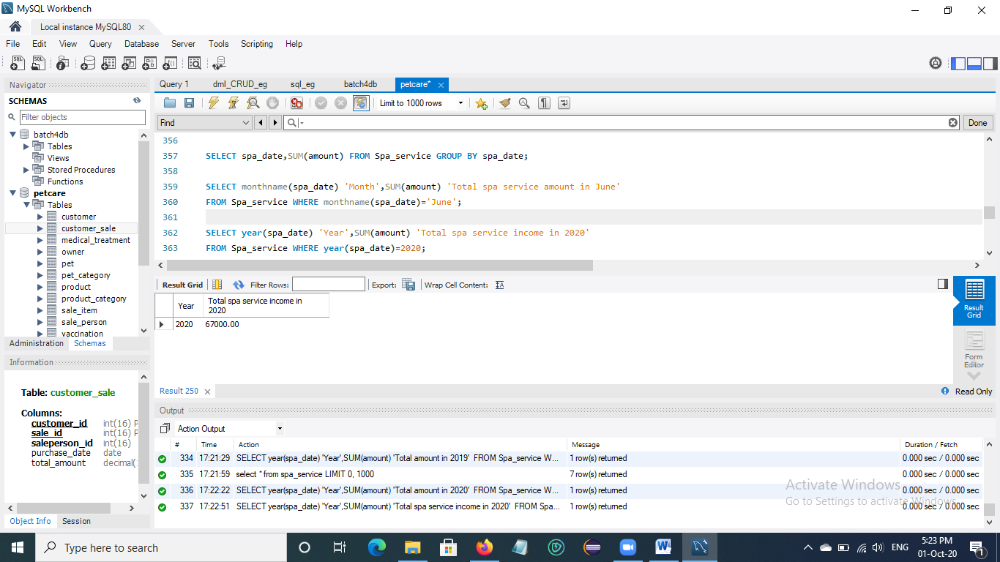 MySQL Workbench
Local instance MySQL80
File Edit View Query Database Server Tools Scripting Help
Navigator
SCHEMAS
Filter objects
batch4db
Tables
Views
Stored Procedures
Functions
petcare
Tables
customer
customer_sale
medical_treatment
owner
pet
pet_category
product
product_category
sale_item
sale_person
vaccination
Administration Schemas
Information
Table: customer_sale
Columns:
customer_id int(16) P
sale_id int(16) P
saleperson_id int(16)
purchase_date date
total_amount decimal(
Object Info Session
Query 1 dml_CRUD_eg sql_eg batch4db petcare*
Limit to 1000 rows
Find Done
356
357 SELECT spa_date,SUM(amount) FROM Spa_service GROUP BY spa_date;
358
359 SELECT monthname(spa_date) 'Month',SUM(amount) 'Total spa service amount in June'
360 FROM Spa_service WHERE monthname(spa_date)='June';
361
362 SELECT year(spa_date) 'Year',SUM(amount) 'Total spa service income in 2020'
363 FROM Spa_service WHERE year(spa_date)=2020;
Result Grid Filter Rows: Export: Wrap Cell Content:
Year Total spa service income in
2020
2020 67000.00
Result
Grid
Form
Editor
Result 250 Read Only
Output
Action Output
# Time Action Message Duration / Fetch
334 17:21:29 SELECT year(spa_date) 'Year',SUM(amount) 'Total amount in 2019' FROM Spa_service W... 1 row(s) returned 0.000 sec / 0.000 sec
335 17:21:59 select * from spa_service LIMIT 0, 1000 7 row(s) returned 0.000 sec / 0.000 sec
336 17:22:22 SELECT year(spa_date) 'Year',SUM(amount) 'Total amount in 2020' FROM Spa_service W... 1 row(s) returned 0.000 sec / 0.000 sec
337 17:22:51 SELECT year(spa_date) 'Year',SUM(amount) 'Total spa service income in 2020' FROM Spa... 1 row(s) returned 0.000 sec / 0.000 sec
Activate Windows
Go to Settings to activate Windows.
Type here to search
ENG
5:23 PM
01-Oct-20
1